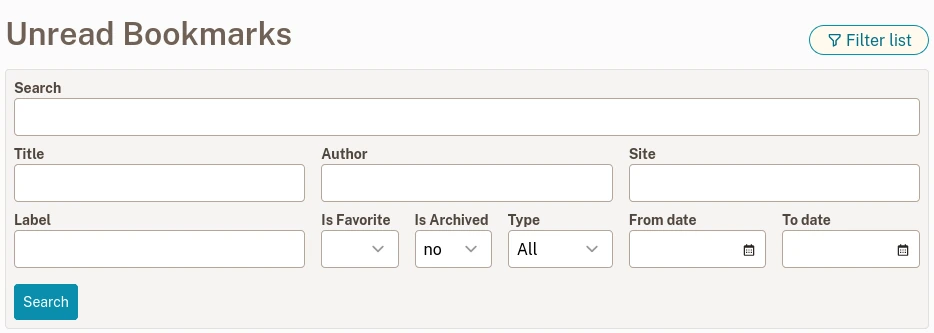 Unread Bookmarks
Filter list
Search
Title Author Site
Label Is Favorite Is Archived Type From date To date
no All
Search